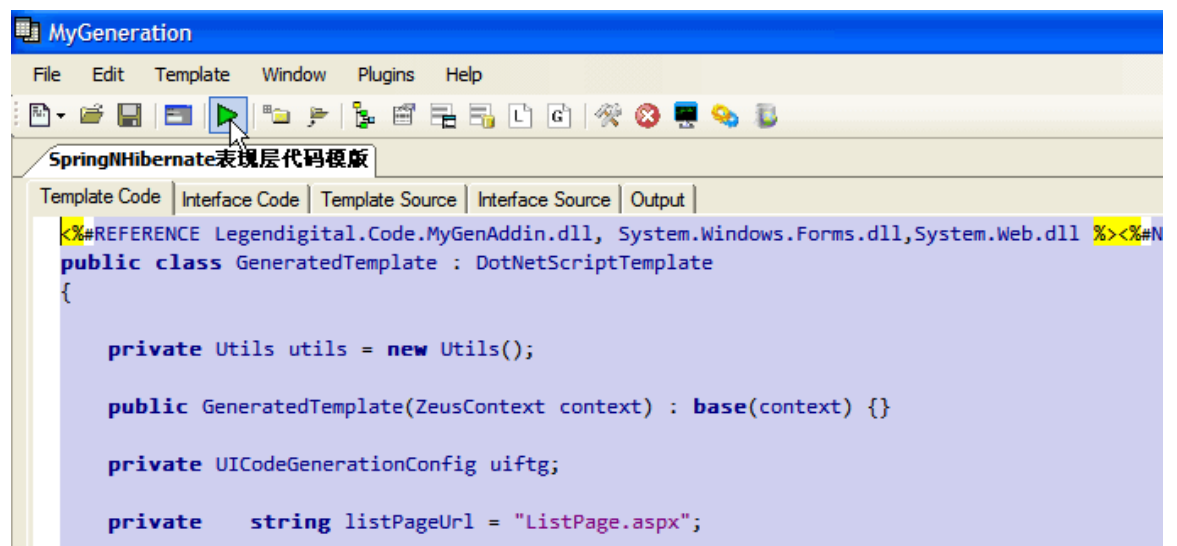 MyGeneration
File Edit Template Window Plugins Help
SpringNHibernate表现层代码模版
Template Code Interface Code Template Source Interface Source Output
<%#REFERENCE Legendigital.Code.MyGenAddin.dll, System.Windows.Forms.dll,System.Web.dll %><%#N
public class GeneratedTemplate : DotNetScriptTemplate
{
private Utils utils = new Utils();
public GeneratedTemplate(ZeusContext context) : base(context) {}
private UICodeGenerationConfig uiftg;
private string listPageUrl = "ListPage.aspx";